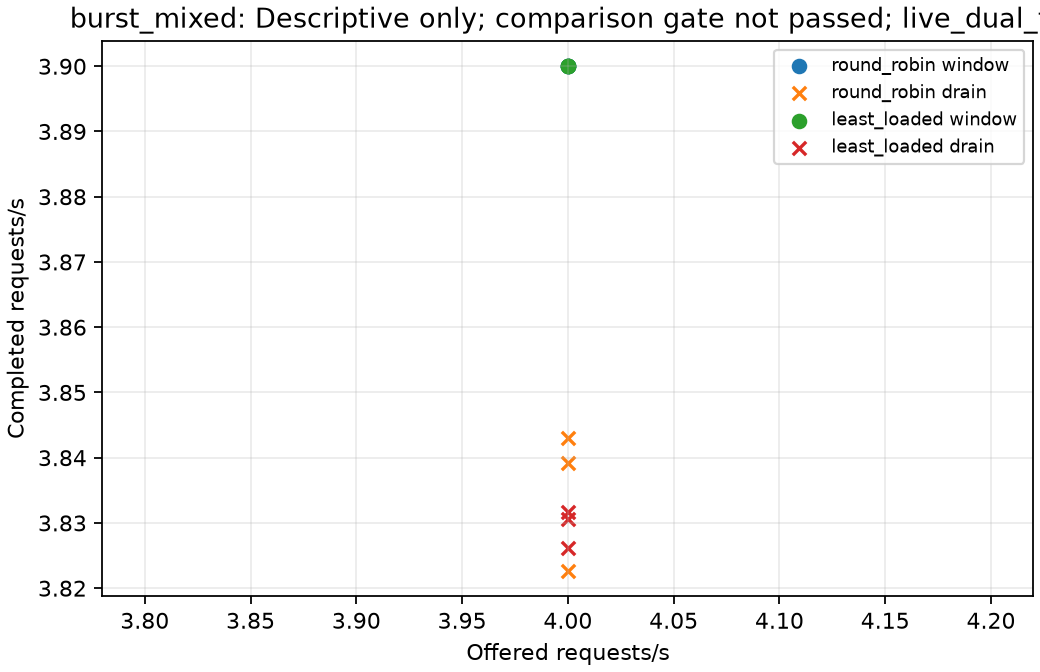 burst_mixed: Descriptive only; comparison gate not passed; live_dual_
3.90
3.89
3.88
3.87
3.86
3.85
3.84
3.83
3.82
Completed requests/s
round_robin window
round_robin drain
least_loaded window
least_loaded drain
3.80 3.85 3.90 3.95 4.00 4.05 4.10 4.15 4.20
Offered requests/s